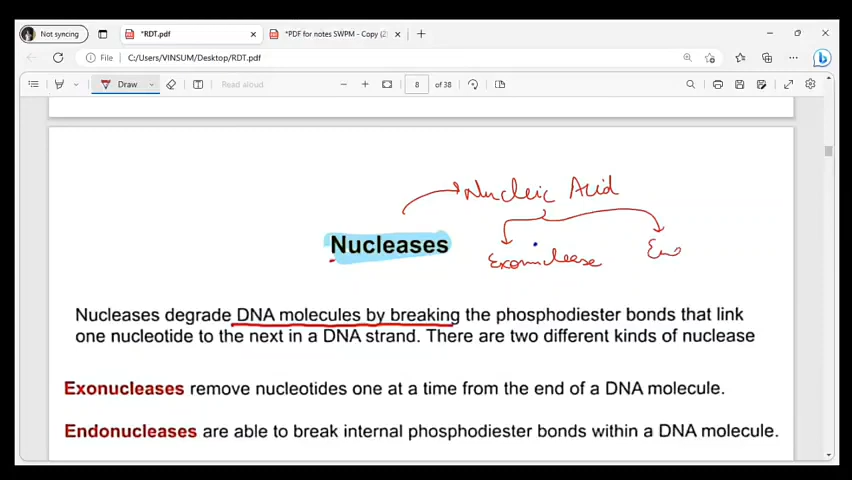 Not syncing
*RDT.pdf
*PDF for notes SWPM - Copy (2)
File C:/Users/VINSUM/Desktop/RDT.pdf
Draw Read aloud 8 of 38
Nucleic Acid
Nucleases
Exonuclease
Nucleases degrade DNA molecules by breaking the phosphodiester bonds that link
one nucleotide to the next in a DNA strand. There are two different kinds of nuclease
Exonucleases remove nucleotides one at a time from the end of a DNA molecule.
Endonucleases are able to break internal phosphodiester bonds within a DNA molecule.